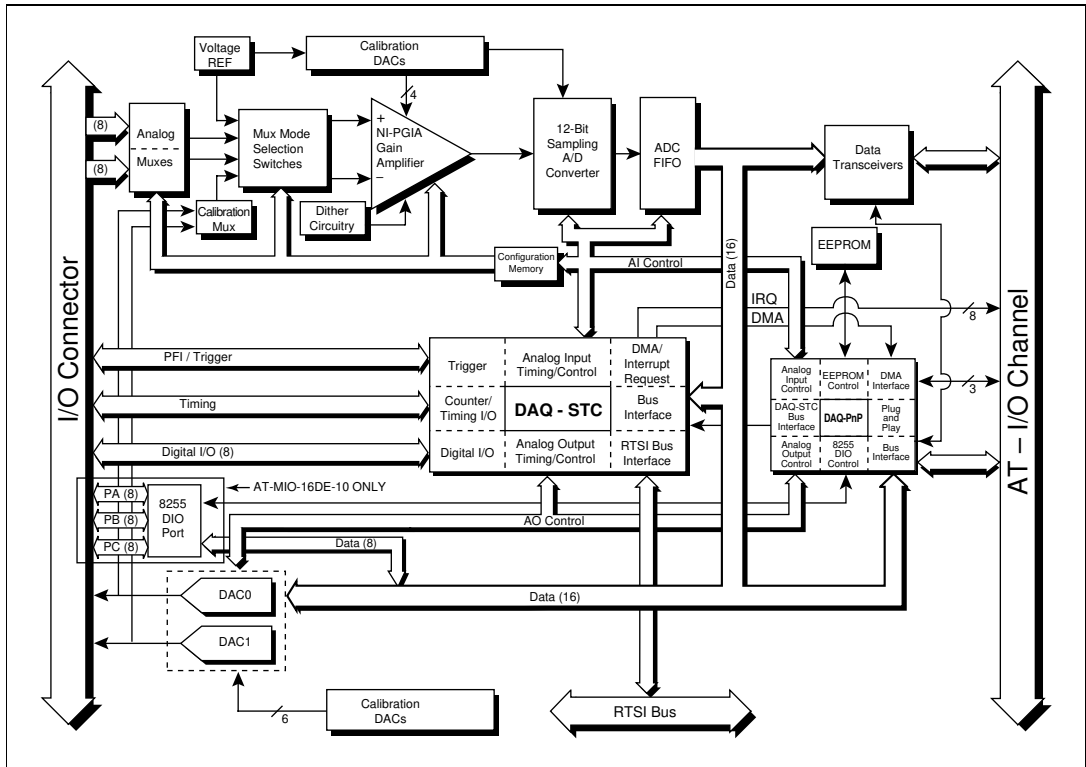 Voltage
REF
Calibration
DACs
4
(8)
(8)
Analog
Muxes
Mux Mode
Selection
Switches
+
NI-PGIA
Gain
Amplifier
–
12-Bit
Sampling
A/D
Converter
ADC
FIFO
Data
Transceivers
Calibration
Mux
Dither
Circuitry
EEPROM
Configuration
Memory
AI Control
Data (16)
IRQ
DMA
8
3
I/O Connector
AT – I/O Channel
PFI / Trigger
Timing
Digital I/O (8)
Trigger
Analog Input
Timing/Control
DMA/
Interrupt
Request
Counter/
Timing I/O
DAQ - STC
Bus
Interface
Digital I/O
Analog Output
Timing/Control
RTSI Bus
Interface
Analog
Input
Control
EEPROM
Control
DMA
Interface
DAQ-STC
Bus
Interface
DAQ-PnP
Plug
and
Play
Analog
Output
Control
8255
DIO
Control
Bus
Interface
AT-MIO-16DE-10 ONLY
PA (8)
PB (8)
PC (8)
8255
DIO
Port
AO Control
Data (8)
DAC0
Data (16)
DAC1
6
Calibration
DACs
RTSI Bus